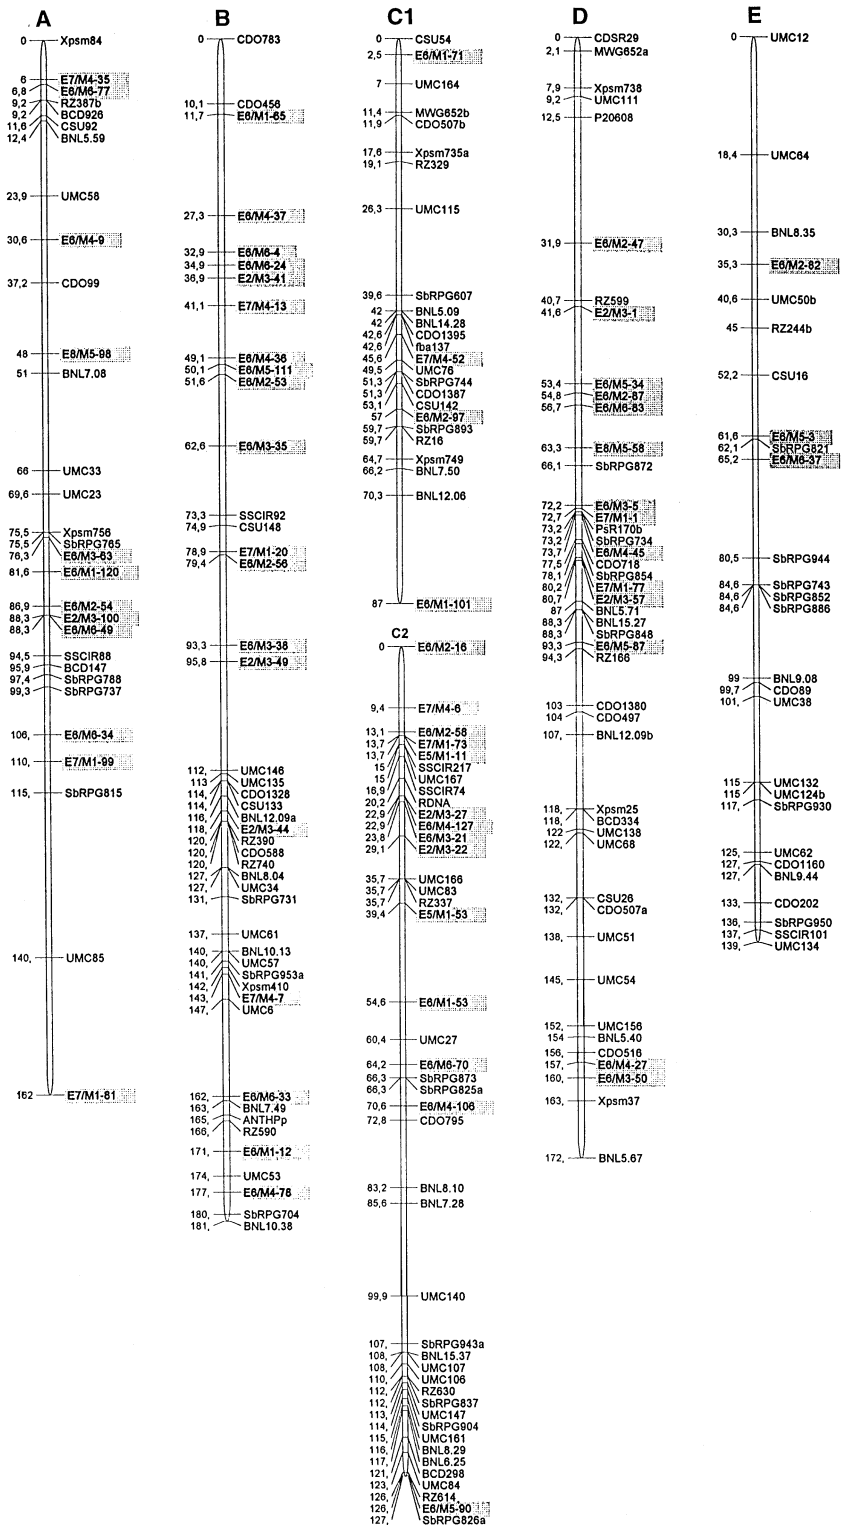 A
0 Xpsm84
6 E7/M4-35
6,8 E6/M6-77
9,2 RZ387b
9,2 BCD926
11,6 CSU92
12,4 BNL5.59
23,9 UMC58
30,6 E6/M4-9
37,2 CDO99
48 E8/M5-98
51 BNL7.08
66 UMC33
69,6 UMC23
75,5 Xpsm756
75,5 SbRPG765
76,3 E6/M3-63
81,6 E6/M1-120
86,9 E6/M2-54
88,3 E2/M3-100
88,3 E6/M6-49
94,5 SSCIR88
95,9 BCD147
97,4 SbRPG788
99,3 SbRPG737
106, E6/M6-34
110, E7/M1-99
115, SbRPG815
140, UMC85
162 E7/M1-81
B
0 CDO783
10,1 CDO456
11,7 E6/M1-65
27,3 E6/M4-37
32,9 E6/M6-4
34,9 E6/M6-24
36,9 E2/M3-41
41,1 E7/M4-13
49,1 E6/M4-36
50,1 E6/M5-111
51,6 E6/M2-53
62,6 E6/M3-35
73,3 SSCIR92
74,9 CSU148
78,9 E7/M1-20
79,4 E6/M2-56
93,3 E6/M3-38
95,8 E2/M3-49
112, UMC146
113 UMC135
114, CDO1328
114, CSU133
116, BNL12.09a
118, E2/M3-44
120, RZ390
120, CDO588
120, RZ740
127, BNL8.04
127, UMC34
131, SbRPG731
137, UMC61
140, BNL10.13
140, UMC57
141, SbRPG953a
142, Xpsm410
143, E7/M4-7
147, UMC6
162, E6/M6-33
163, BNL7.49
165, ANTHPp
166, RZ590
171, E6/M1-12
174, UMC53
177, E6/M4-76
180, SbRPG704
181, BNL10.38
C1
0 CSU54
2,5 E6/M1-71
7 UMC164
11,4 MWG652b
11,9 CDO507b
17,6 Xpsm735a
19,1 RZ329
26,3 UMC115
39,6 SbRPG607
42 BNL5.09
42 BNL14.28
42,6 CDO1395
42,6 fba137
45,6 E7/M4-52
49,5 UMC76
51,3 SbRPG744
51,3 CDO1387
53,1 CSU142
57 E6/M2-97
59,7 SbRPG893
59,7 RZ16
64,7 Xpsm749
66,2 BNL7.50
70,3 BNL12.06
87 E6/M1-101
C2
0 E6/M2-16
9,4 E7/M4-6
13,1 E6/M2-58
13,7 E7/M1-73
13,7 E5/M1-11
15 SSCIR217
15 UMC167
16,9 SSCIR74
20,2 RDNA
22,9 E2/M3-27
22,9 E6/M4-127
23,8 E6/M3-21
29,1 E2/M3-22
35,7 UMC166
35,7 UMC83
35,7 RZ337
39,4 E5/M1-53
54,6 E6/M1-53
60,4 UMC27
64,2 E6/M6-70
66,3 SbRPG873
66,3 SbRPG825a
70,6 E6/M4-106
72,8 CDO795
83,2 BNL8.10
85,6 BNL7.28
99,9 UMC140
107, SbRPG943a
108, BNL15.37
108, UMC107
110, UMC106
112, RZ630
112, SbRPG837
113, UMC147
114, SbRPG904
115, UMC161
116, BNL8.29
117, BNL6.25
121, BCD298
123, UMC84
126, RZ614
126, E6/M5-90
127, SbRPG826a
D
0 CDSR29
2,1 MWG652a
7,9 Xpsm738
9,2 UMC111
12,5 P20608
31,9 E6/M2-47
40,7 RZ599
41,6 E2/M3-1
53,4 E6/M5-34
54,8 E6/M2-87
56,7 E6/M6-83
63,3 E6/M5-58
66,1 SbRPG872
72,2 E6/M3-5
72,7 E7/M1-1
73,2 PsR170b
73,2 SbRPG734
73,7 E6/M4-45
77,5 CDO718
78,1 SbRPG854
80,2 E7/M1-77
80,7 E2/M3-57
87 BNL5.71
88,3 BNL15.27
88,3 SbRPG848
93,3 E6/M5-87
94,3 RZ166
103 CDO1380
104 CDO497
107, BNL12.09b
118, Xpsm25
118, BCD334
122 UMC138
122, UMC68
132, CSU26
132, CDO507a
138, UMC51
145, UMC54
152, UMC156
154 BNL5.40
156, CDO516
157, E6/M4-27
160, E6/M3-50
163, Xpsm37
172, BNL5.67
E
0 UMC12
18,4 UMC64
30,3 BNL8.35
35,3 E6/M2-62
40,6 UMC50b
45 RZ244b
52,2 CSU16
61,6 E6/M5-3
62,1 SbRPG821
65,2 E6/M6-37
80,5 SbRPG944
84,6 SbRPG743
84,6 SbRPG852
84,6 SbRPG886
99 BNL9.08
99,7 CDO89
101, UMC38
115 UMC132
115 UMC124b
117, SbRPG930
125, UMC62
127, CDO1160
127, BNL9.44
133, CDO202
136, SbRPG950
137, SSCIR101
139, UMC134